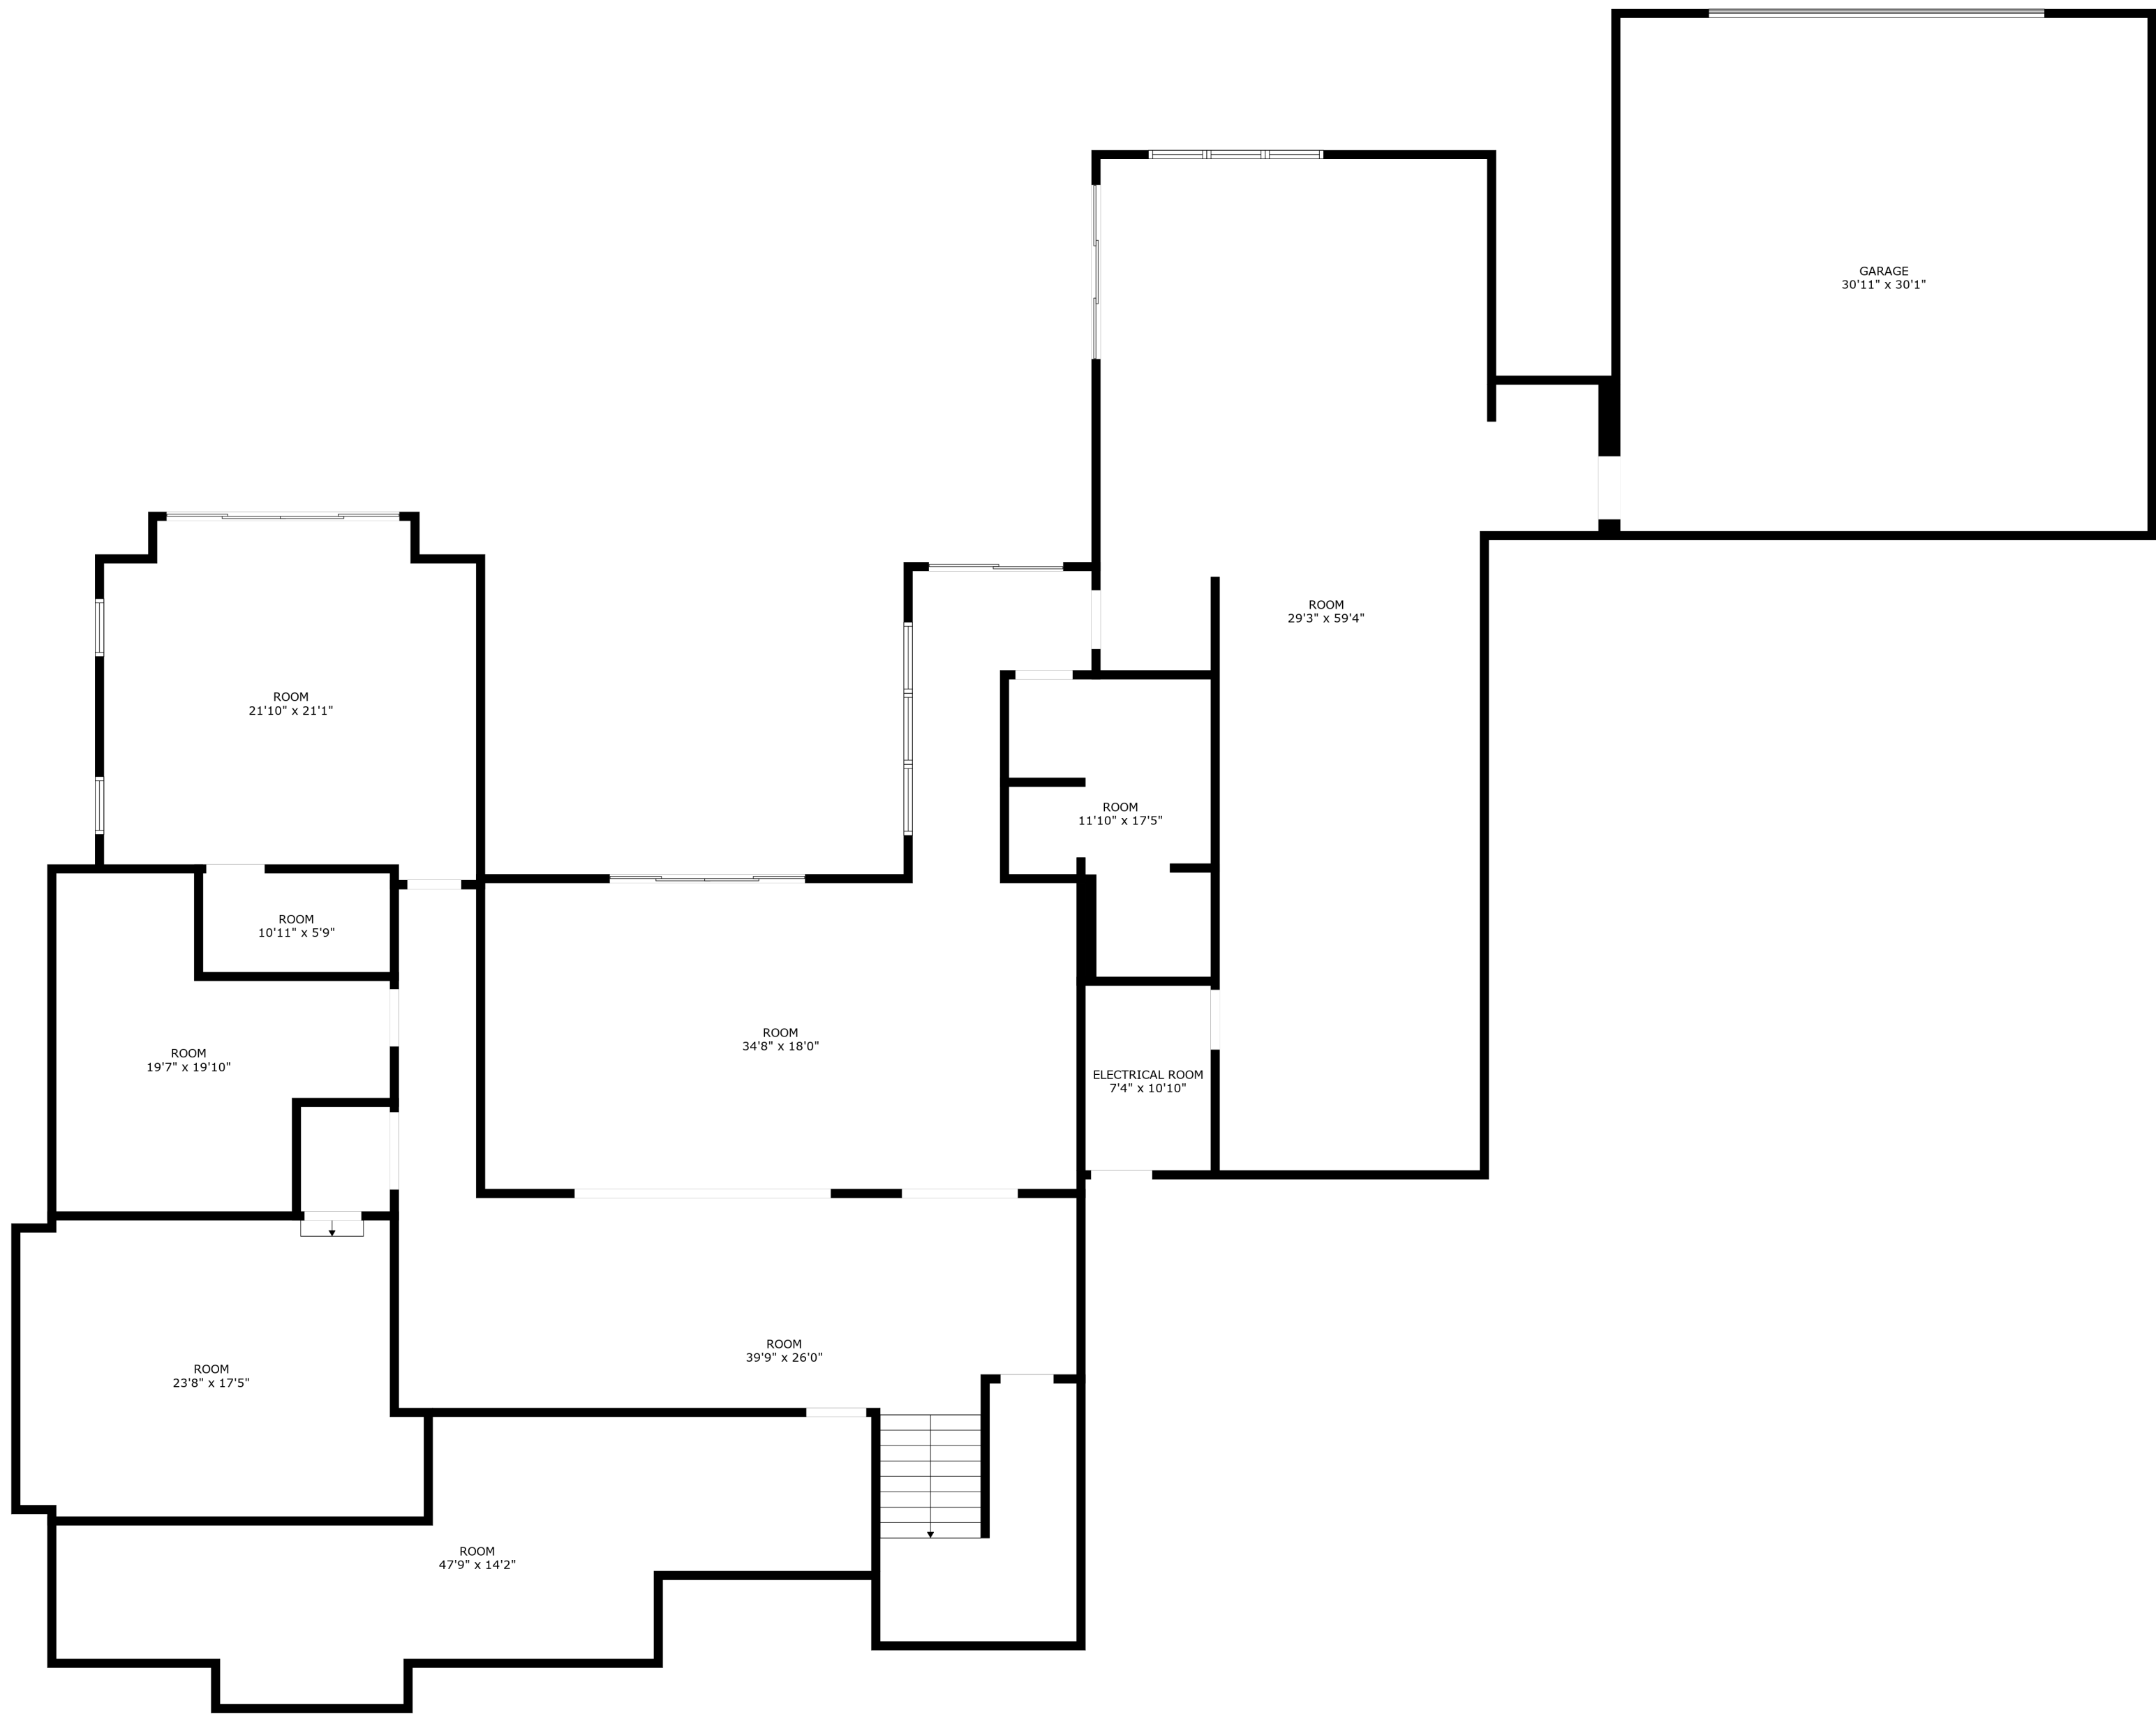 GARAGE
30'11" x 30'1"
ROOM
29'3" x 59'4"
ROOM
21'10" x 21'1"
ROOM
11'10" x 17'5"
ROOM
10'11" x 5'9"
ROOM
34'8" x 18'0"
ROOM
19'7" x 19'10"
ELECTRICAL ROOM
7'4" x 10'10"
ROOM
39'9" x 26'0"
ROOM
23'8" x 17'5"
ROOM
47'9" x 14'2"